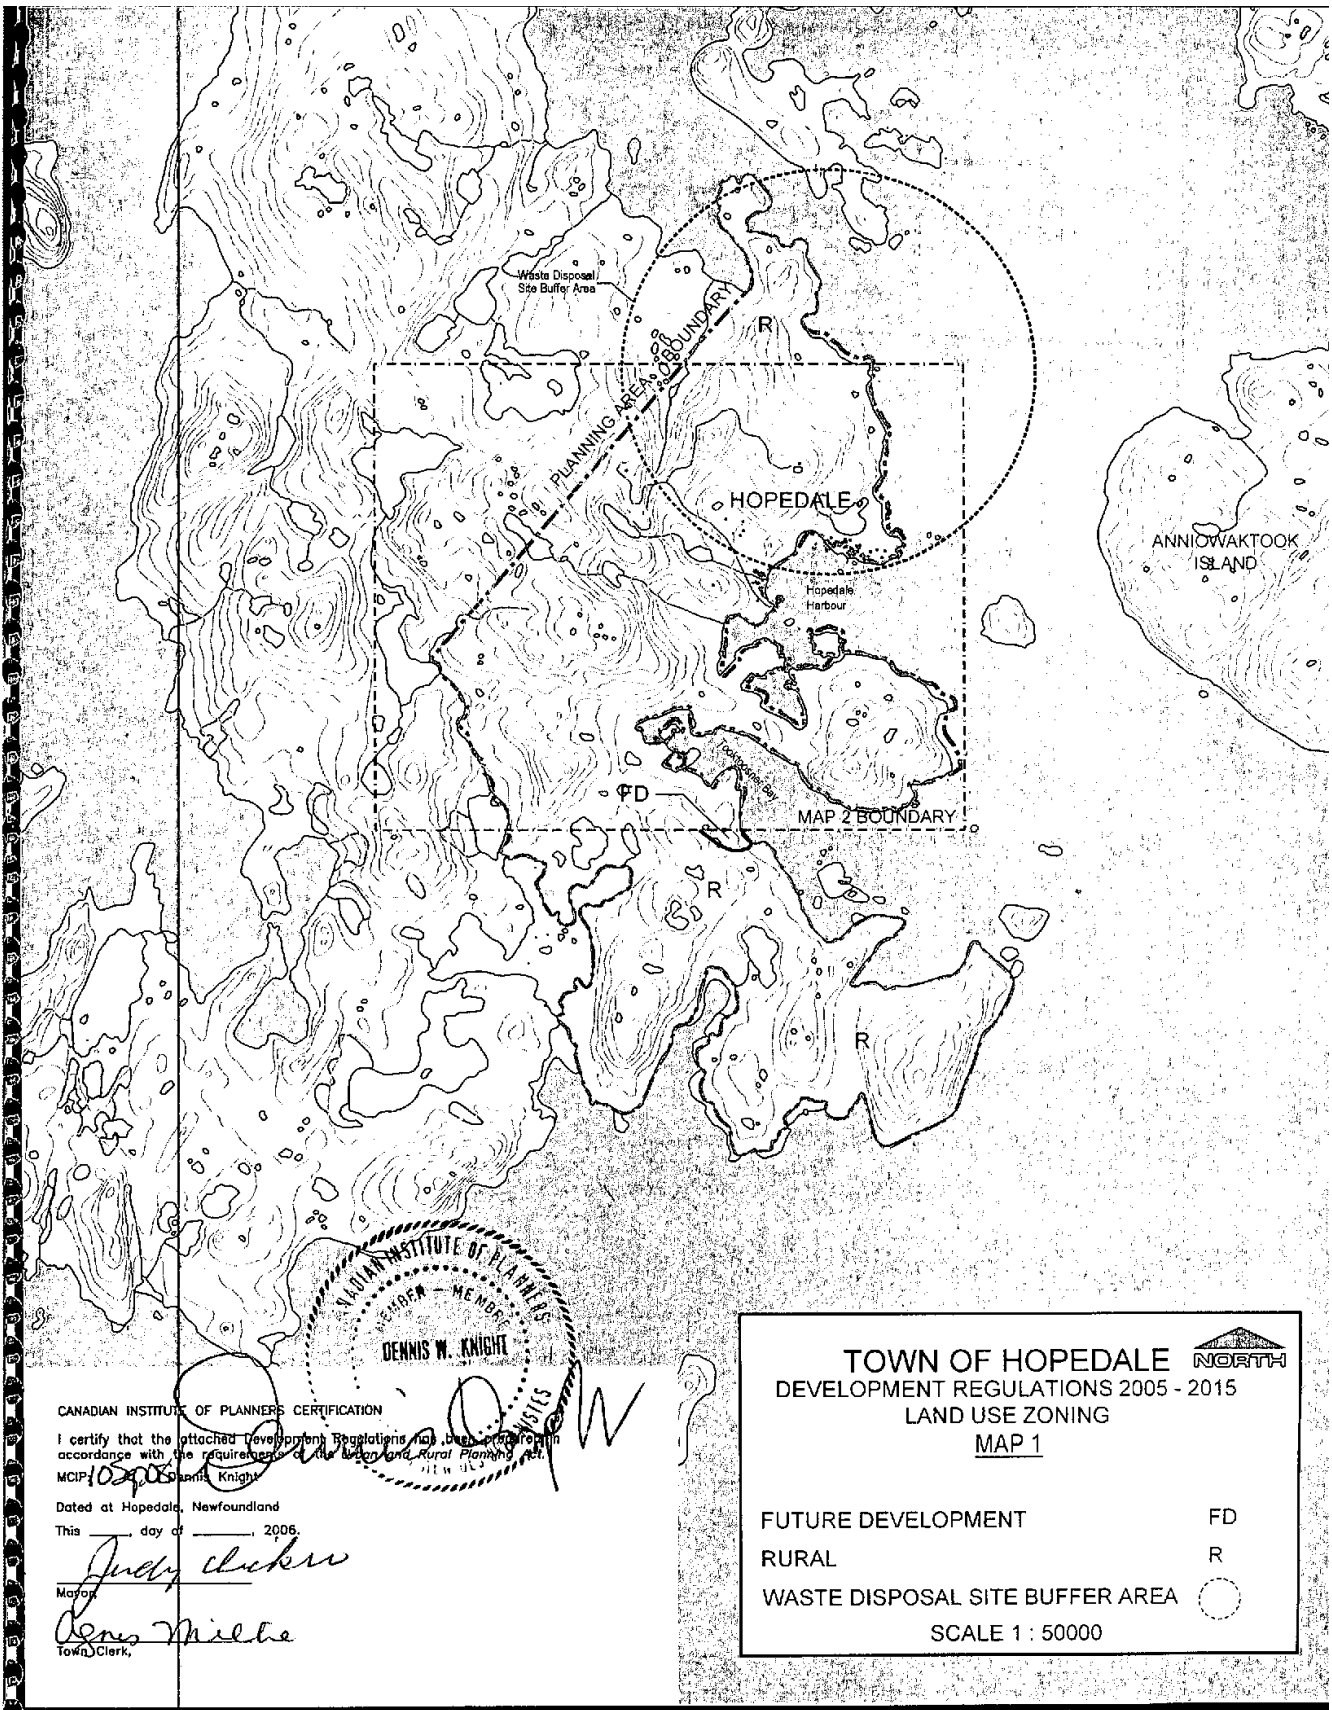 Waste Disposal
Site Buffer Area
PLANNING AREA BOUNDARY
R
HOPEDALE
ANNIOWAKTOOK
ISLAND
Hopedale
Harbour
FD
MAP 2 BOUNDARY
R
R
CANADIAN INSTITUTE OF PLANNERS
MEMBER - MEMBRE
DENNIS W. KNIGHT
CANADIAN INSTITUTE OF PLANNERS CERTIFICATION
I certify that the attached Development Regulations has been prepared in
accordance with the requirements of the Urban and Rural Planning Act.
MCIP: Dennis Knight
Dated at Hopedale, Newfoundland
This ____ day of ____, 2006.
Judy
Mayor,
Agnes
Town Clerk,
TOWN OF HOPEDALE
NORTH
DEVELOPMENT REGULATIONS 2005 - 2015
LAND USE ZONING
MAP 1
FUTURE DEVELOPMENT FD
RURAL R
WASTE DISPOSAL SITE BUFFER AREA
SCALE 1 : 50000